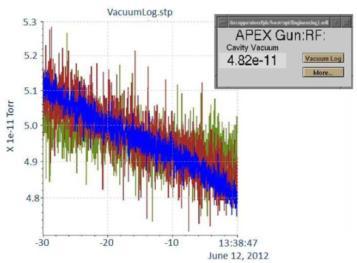 VacuumLog.stp
APEX Gun:RF:
Cavity Vacuum
4.82e-11
Vacuum Log
More...
X 1e-11 Torr
5.3
5.2
5.1
5.0
4.9
4.8
-30
-20
-10
13:38:47
June 12, 2012